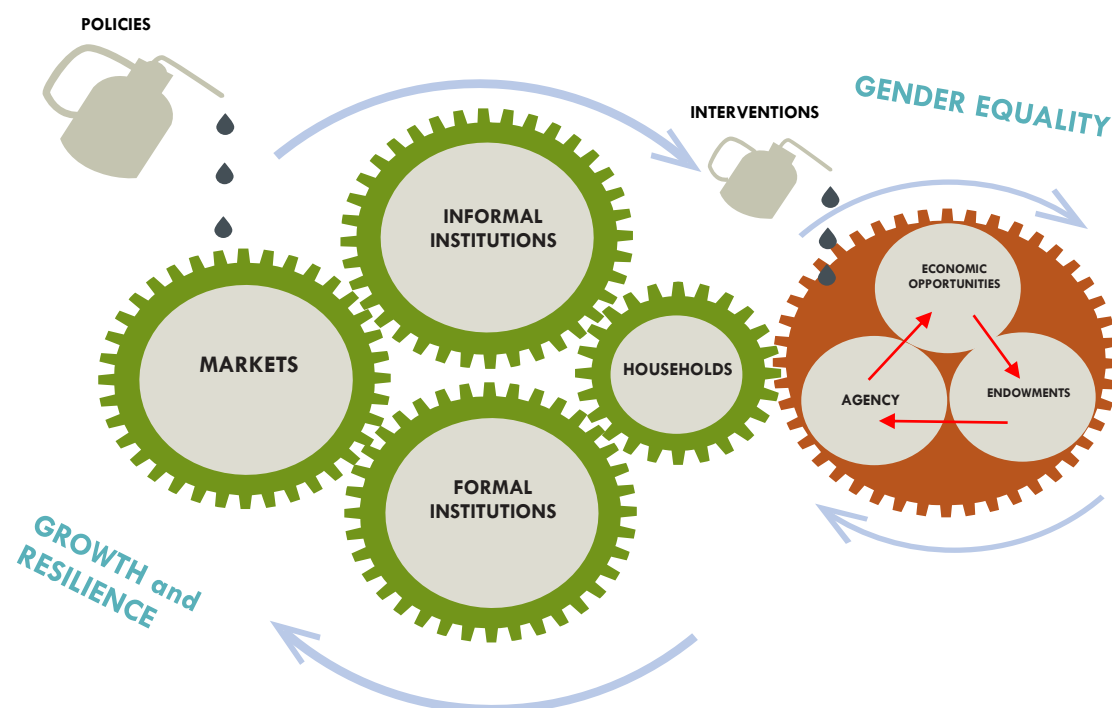 POLICIES
INTERVENTIONS
GENDER EQUALITY
INFORMAL
INSTITUTIONS
ECONOMIC
OPPORTUNITIES
MARKETS
HOUSEHOLDS
AGENCY
ENDOWMENTS
FORMAL
INSTITUTIONS
GROWTH and
RESILIENCE